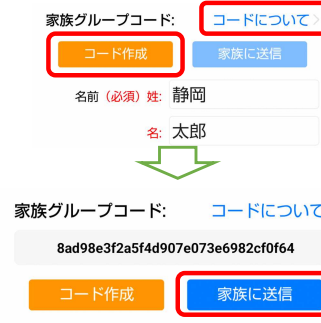 家族グループコード: コードについて
コード作成 家族に送信
名前(必須) 姓: 静岡
名: 太郎
家族グループコード: コードについて
8ad98e3f2a5f4d907e073e6982cf0f64
コード作成 家族に送信